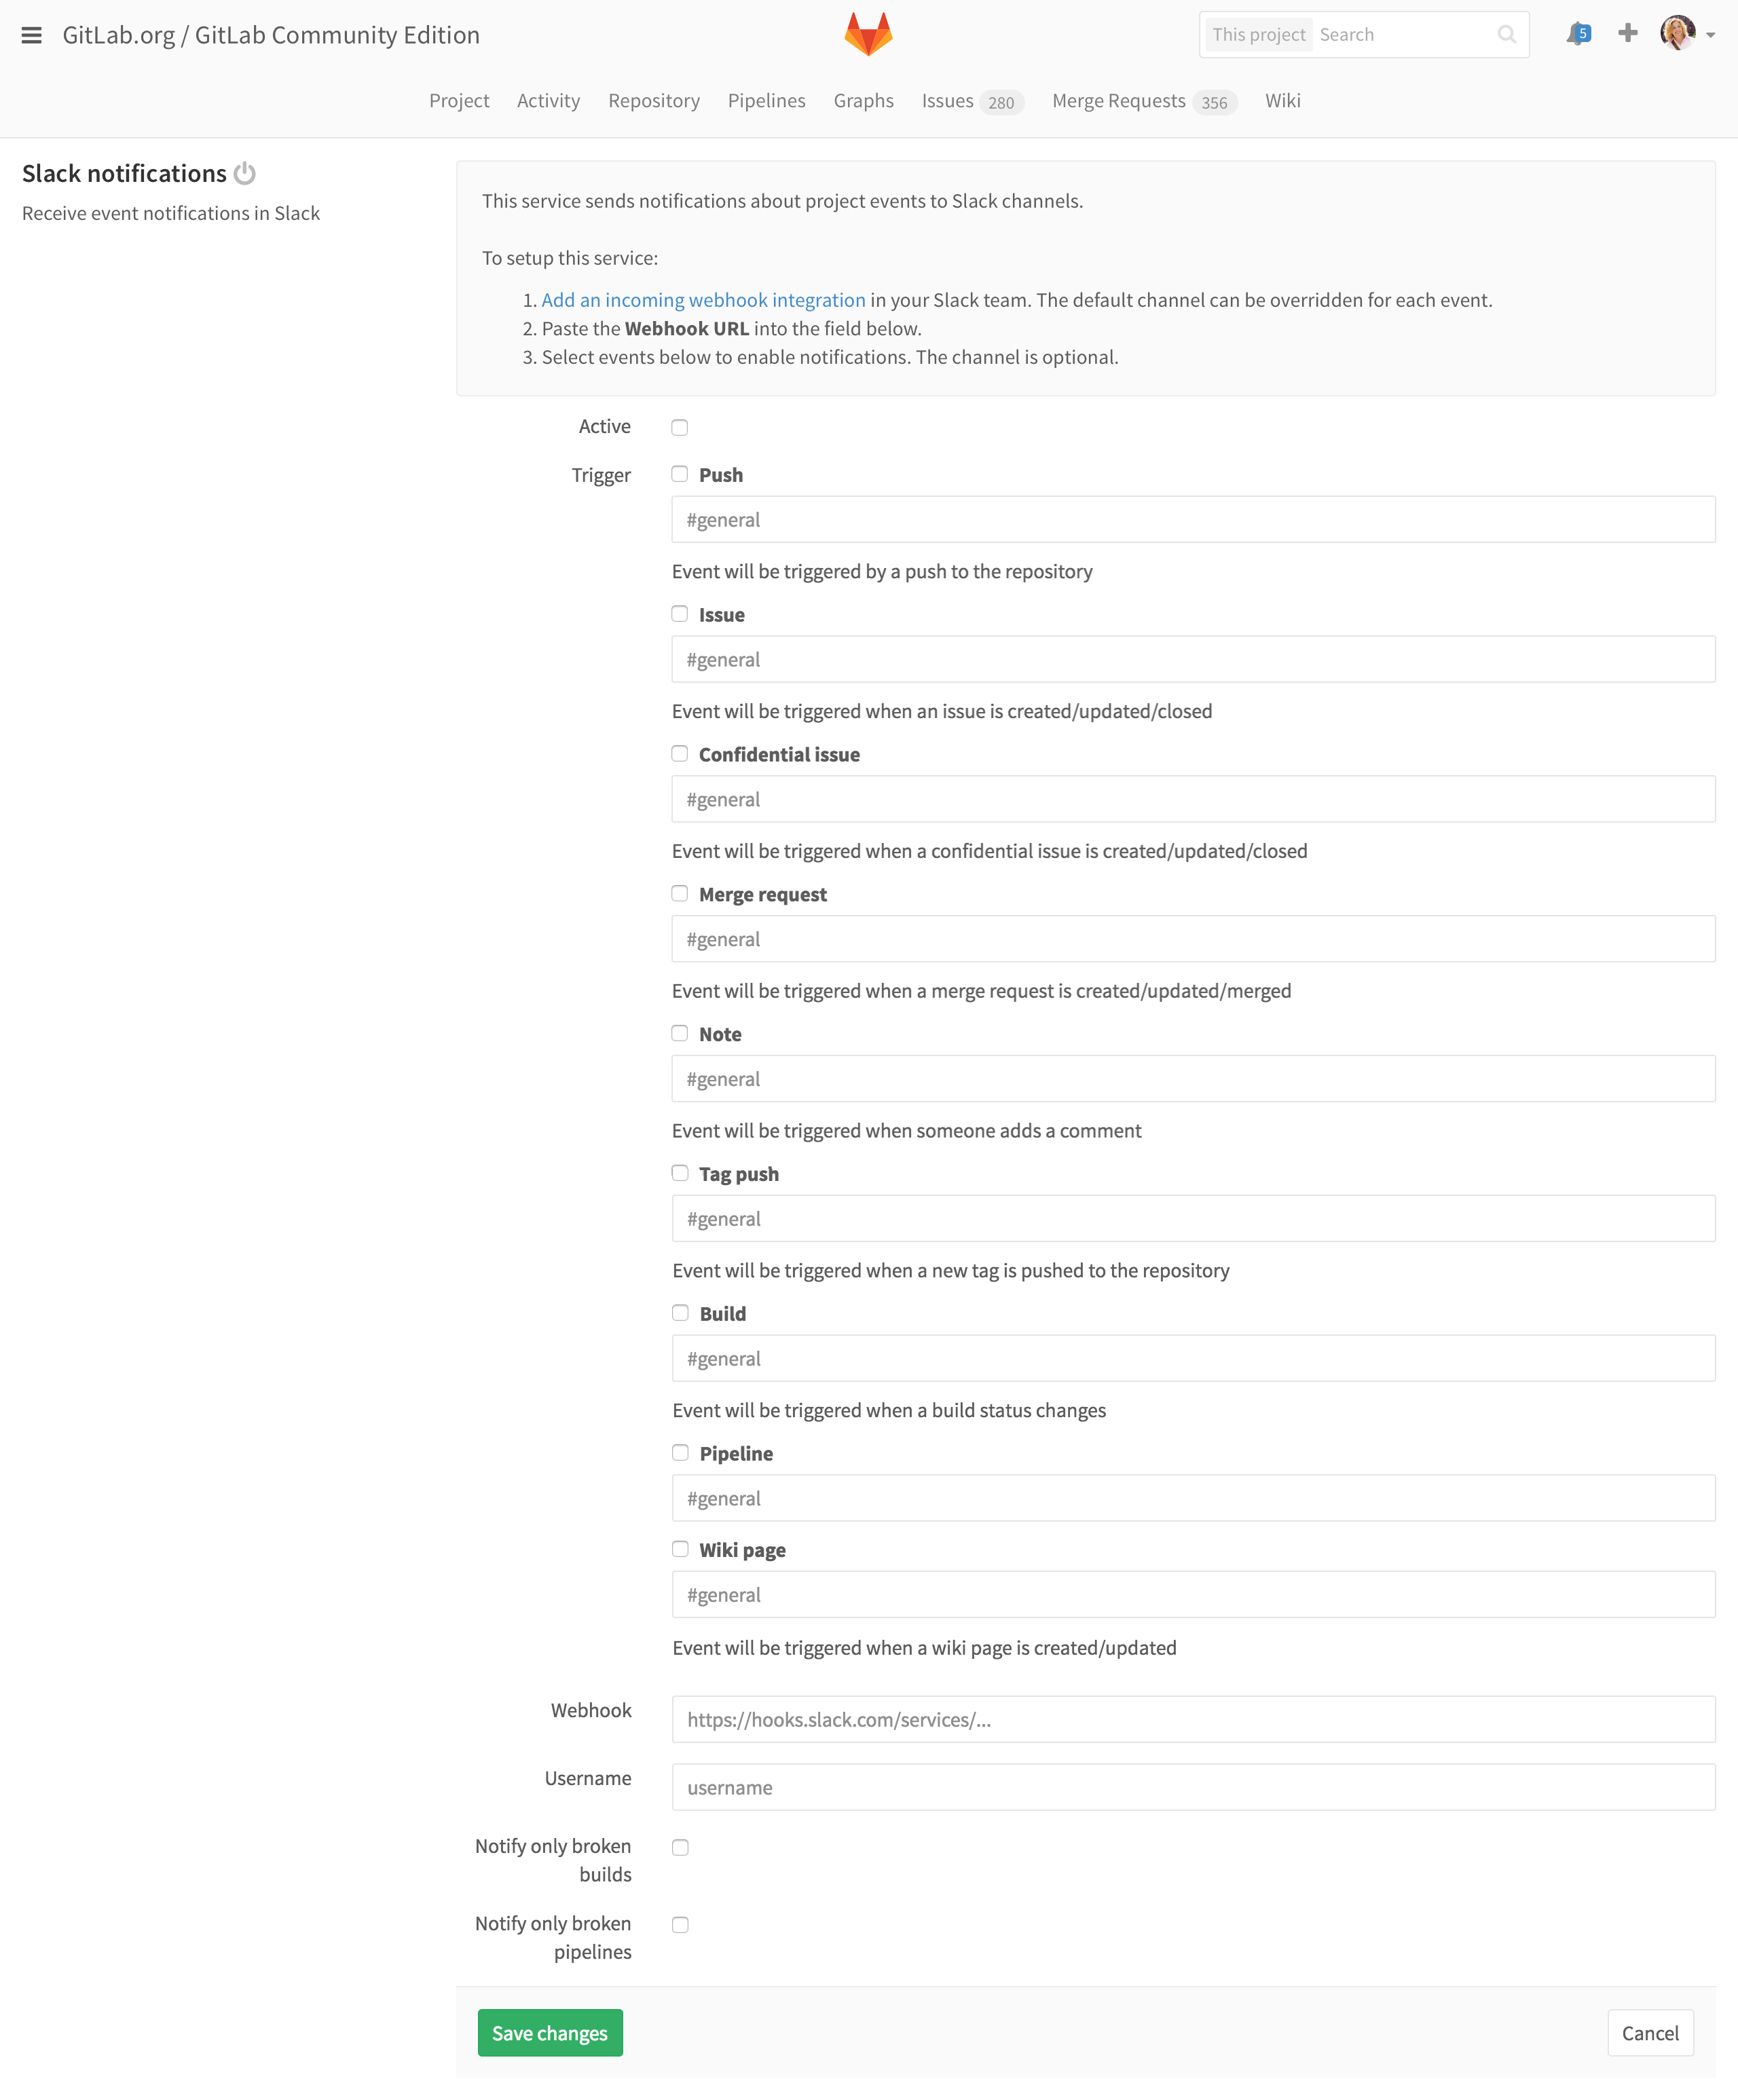 GitLab.org / GitLab Community Edition
This project Search
5
Project Activity Repository Pipelines Graphs Issues 280 Merge Requests 356 Wiki
Slack notifications
Receive event notifications in Slack
This service sends notifications about project events to Slack channels.
To setup this service:
1. Add an incoming webhook integration in your Slack team. The default channel can be overridden for each event.
2. Paste the Webhook URL into the field below.
3. Select events below to enable notifications. The channel is optional.
Active
Trigger
Push
#general
Event will be triggered by a push to the repository
Issue
#general
Event will be triggered when an issue is created/updated/closed
Confidential issue
#general
Event will be triggered when a confidential issue is created/updated/closed
Merge request
#general
Event will be triggered when a merge request is created/updated/merged
Note
#general
Event will be triggered when someone adds a comment
Tag push
#general
Event will be triggered when a new tag is pushed to the repository
Build
#general
Event will be triggered when a build status changes
Pipeline
#general
Wiki page
#general
Event will be triggered when a wiki page is created/updated
Webhook
https://hooks.slack.com/services/...
Username
username
Notify only broken
builds
Notify only broken
pipelines
Save changes
Cancel